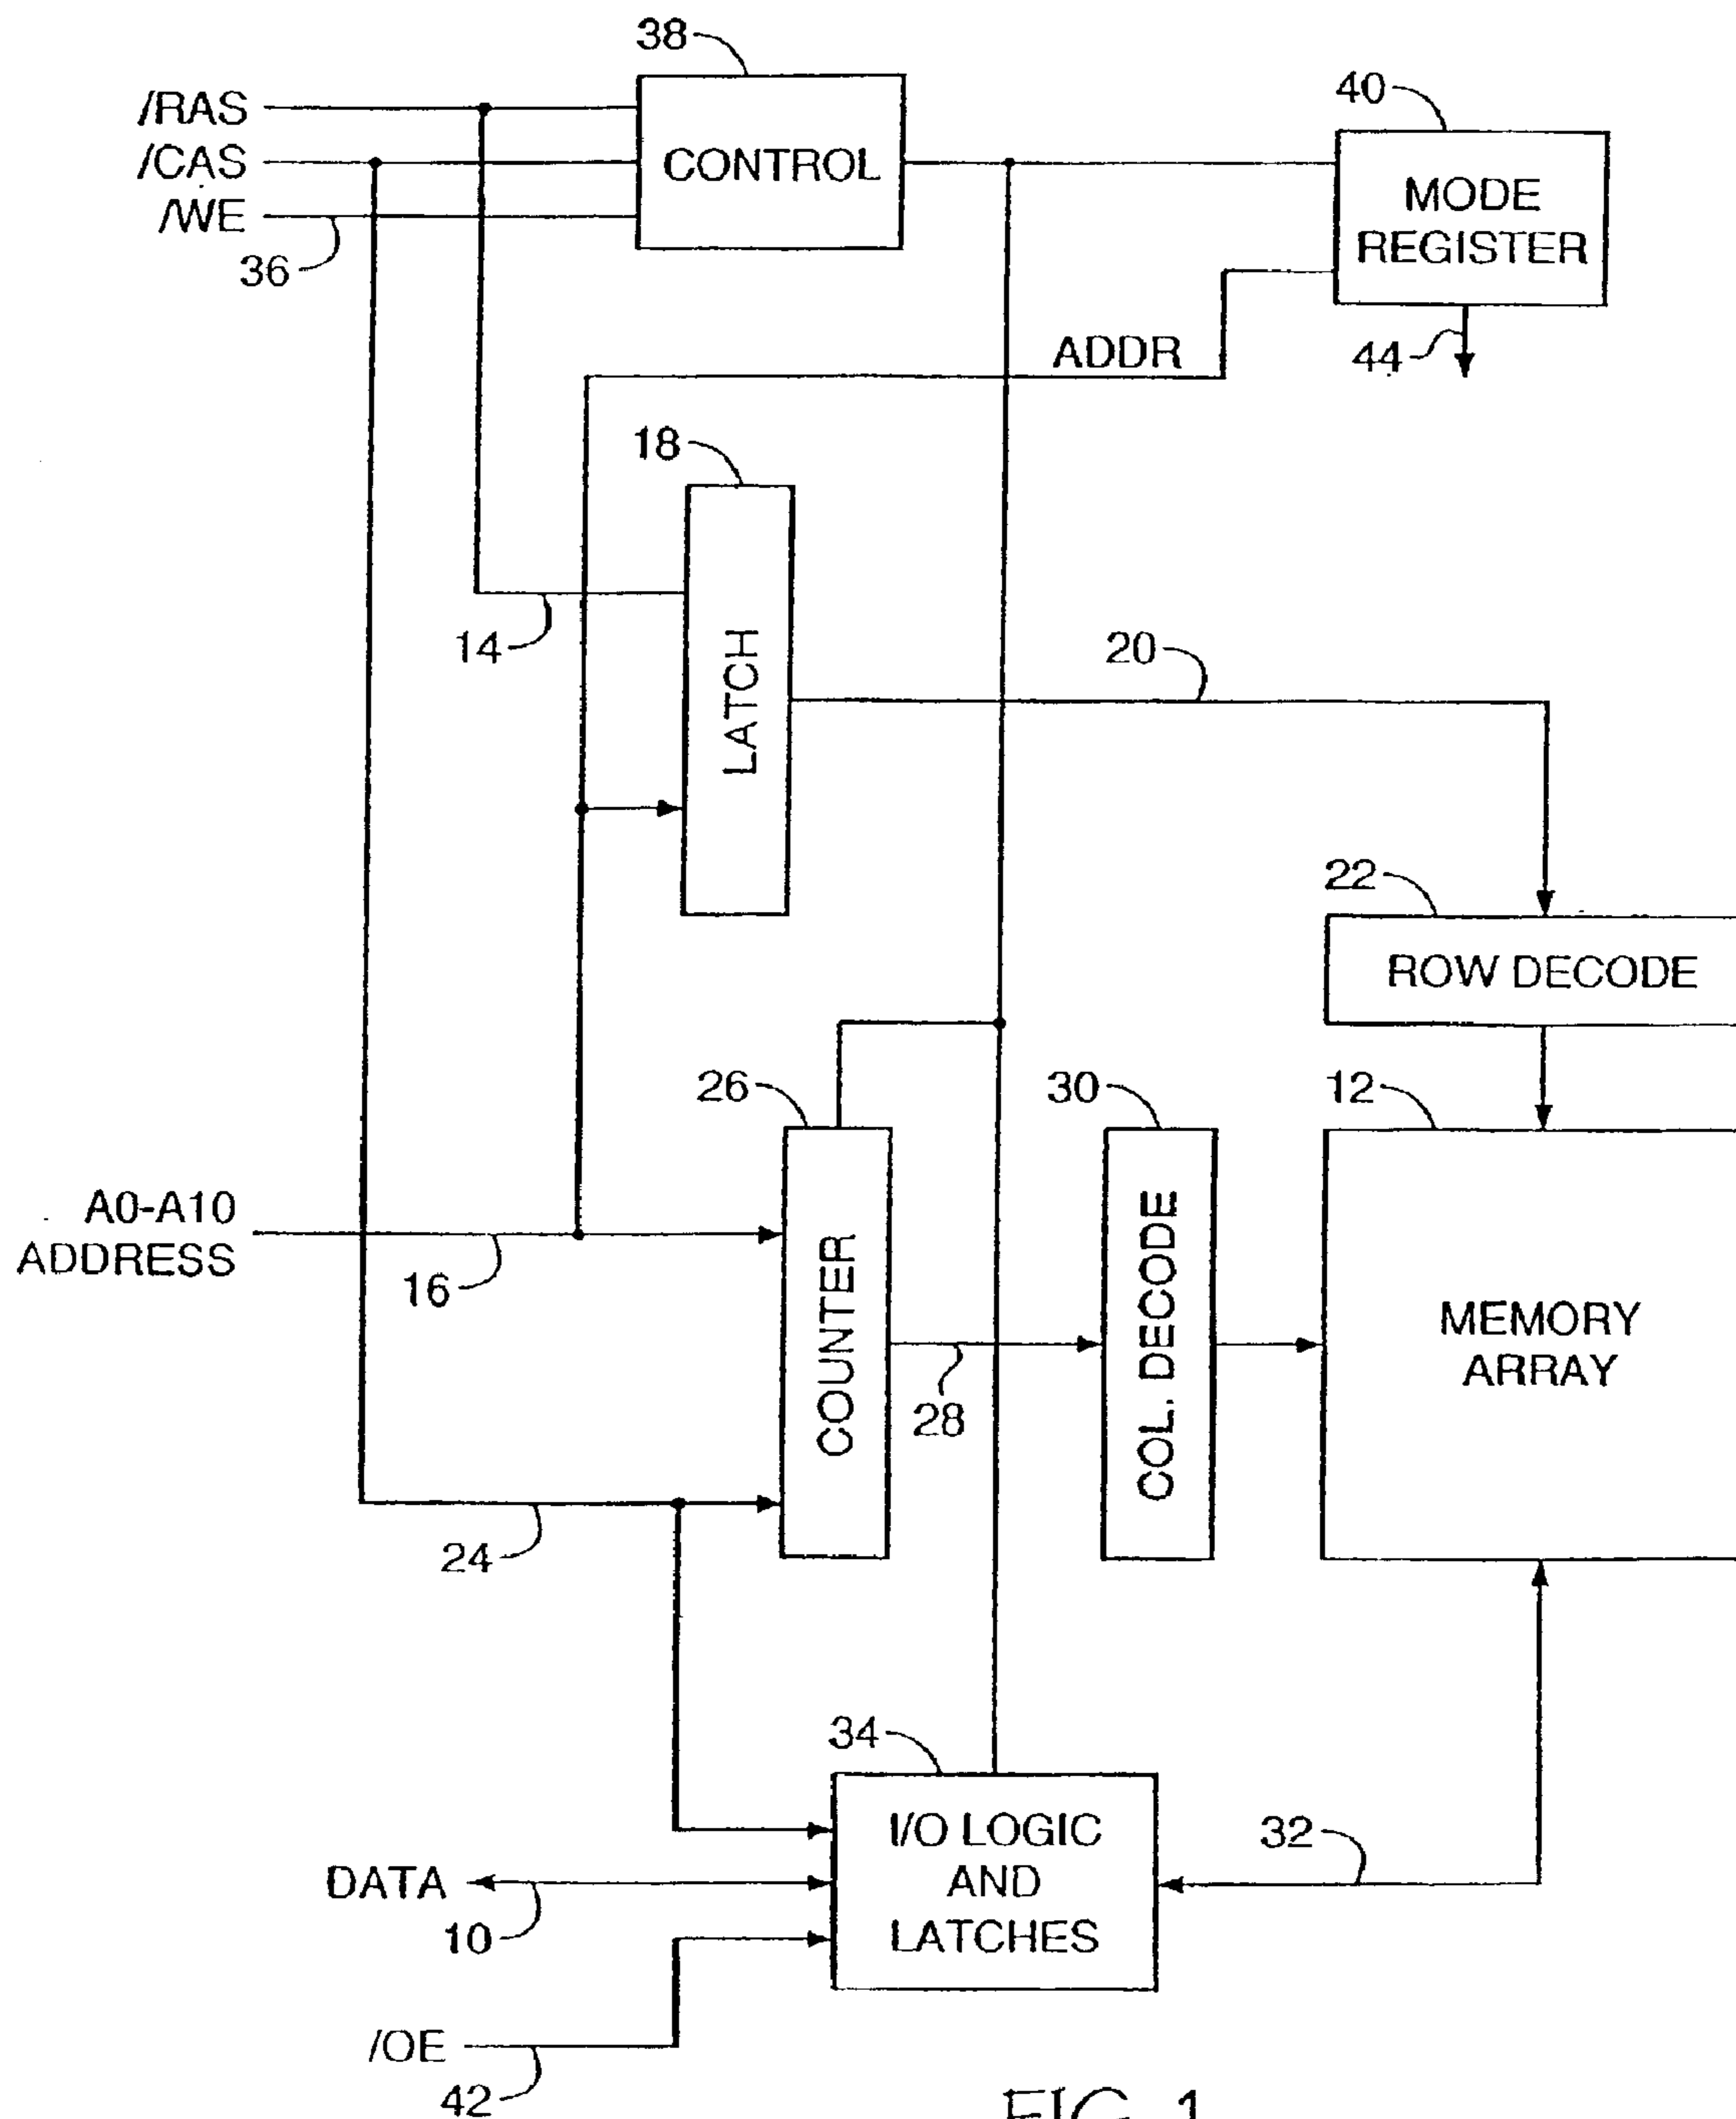 38
/RAS
/CAS
/WE
36
CONTROL
40
MODE
REGISTER
44
ADDR
18
14
LATCH
20
22
ROW DECODE
26
30
12
A0-A10
ADDRESS
16
COUNTER
28
COL. DECODE
MEMORY
ARRAY
24
34
I/O LOGIC
AND
LATCHES
32
DATA
10
/OE
42
FIG. 1